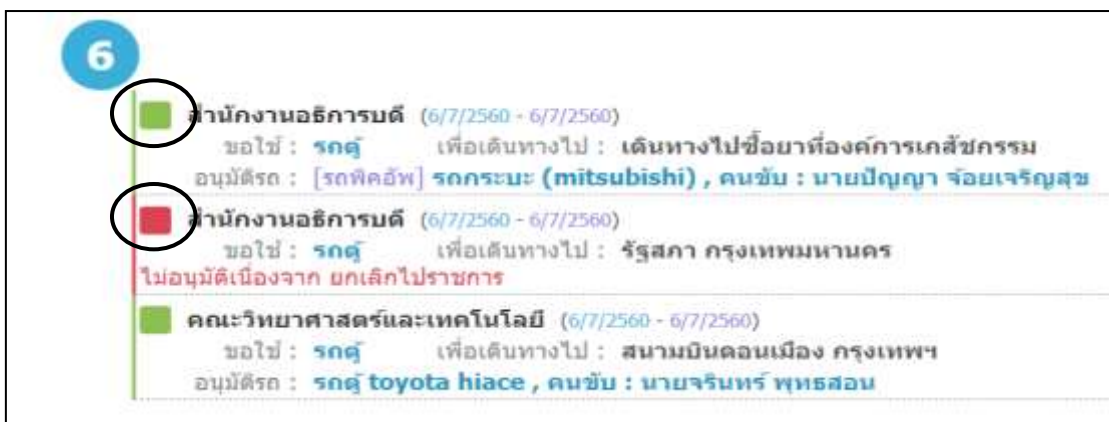 6
สำนักงานอธิการบดี (6/7/2560 - 6/7/2560)
ขอใช้ : รถตู้ เพื่อเดินทางไป : เดินทางไปซื้อยาที่องค์การเภสัชกรรม
อนุมัติรถ : [รถพิคอัพ] รถกระบะ (mitsubishi) , คนขับ : นายปัญญา จ้อยเจริญสุข
สำนักงานอธิการบดี (6/7/2560 - 6/7/2560)
ขอใช้ : รถตู้ เพื่อเดินทางไป : รัฐสภา กรุงเทพมหานคร
ไม่อนุมัติเนื่องจาก ยกเลิกไปราชการ
คณะวิทยาศาสตร์และเทคโนโลยี (6/7/2560 - 6/7/2560)
ขอใช้ : รถตู้ เพื่อเดินทางไป : สนามบินดอนเมือง กรุงเทพฯ
อนุมัติรถ : รถตู้ toyota hiace , คนขับ : นายจรินทร์ พุทธสอน